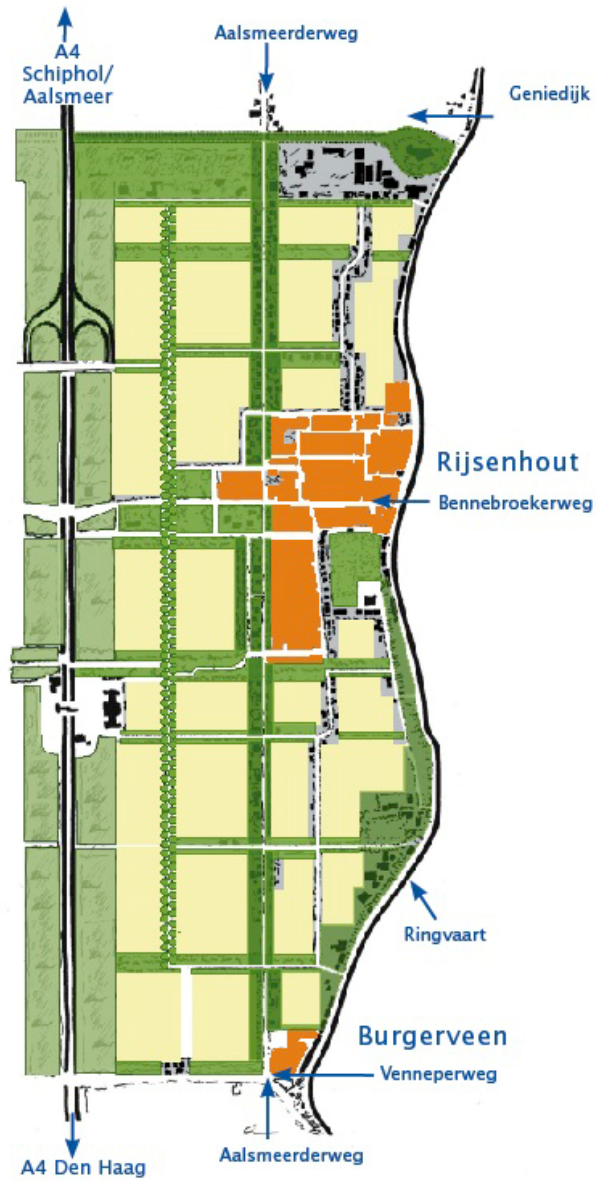 Aalsmeerderweg
A4
Schiphol/
Aalsmeer
Geniedijk
Rijsenhout
Bennebroekerweg
Ringvaart
Burgerveen
Venneperweg
Aalsmeerderweg
A4 Den Haag